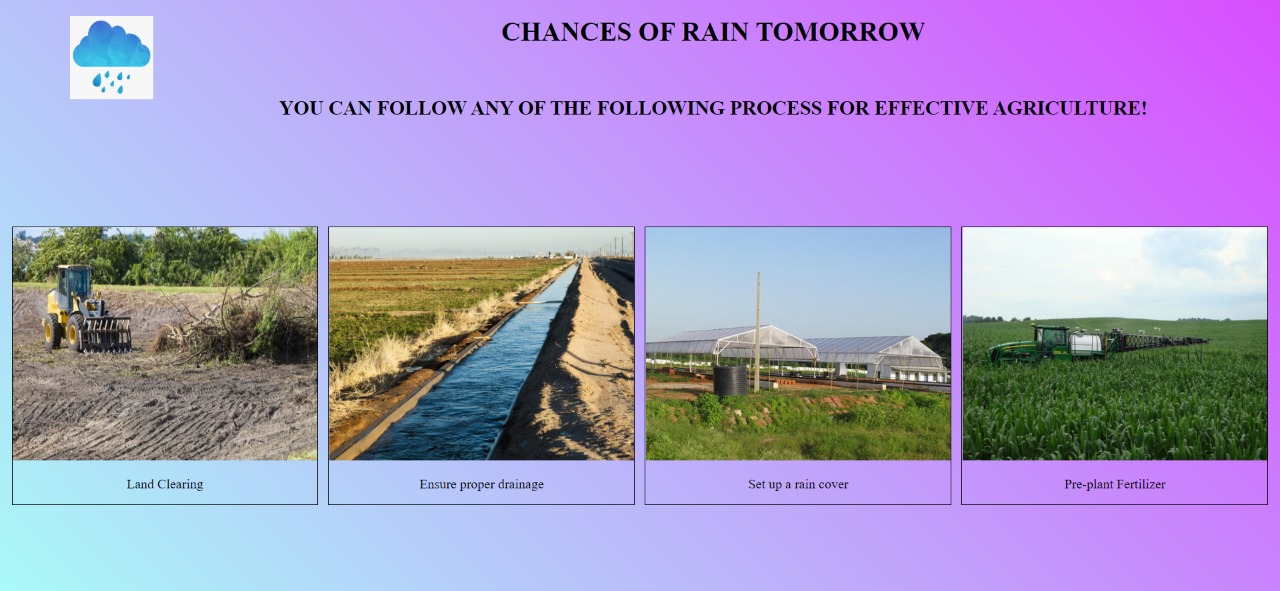 CHANCES OF RAIN TOMORROW
YOU CAN FOLLOW ANY OF THE FOLLOWING PROCESS FOR EFFECTIVE AGRICULTURE!
Land Clearing
Ensure proper drainage
Set up a rain cover
Pre-plant Fertilizer